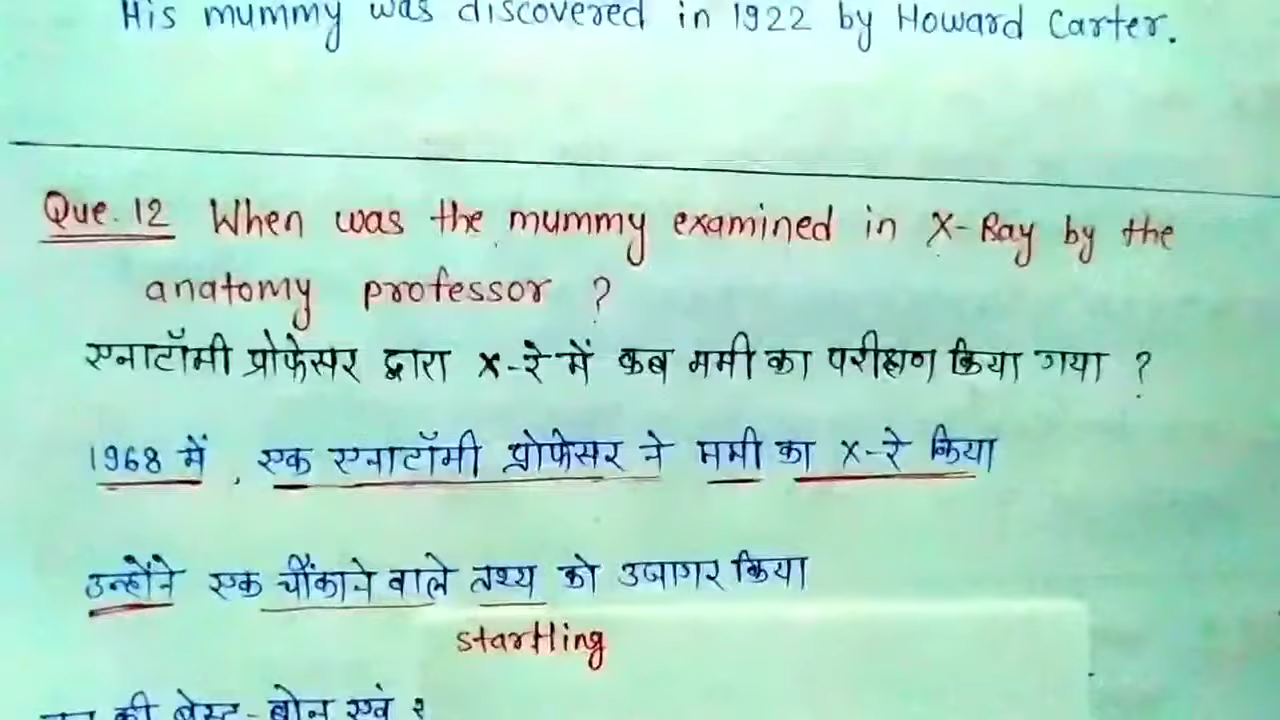 His mummy was discovered in 1922 by Howard Carter.
Que. 12 When was the mummy examined in X-Ray by the
anatomy professor ?
एनाटॉमी प्रोफेसर द्वारा x-रे में कब ममी का परीक्षण किया गया ?
1968 में , एक एनाटॉमी प्रोफेसर ने ममी का x-रे किया
उन्होंने एक चौंकाने वाले तथ्य को उजागर किया
startling
की ब्रेस्ट-बोन एवं